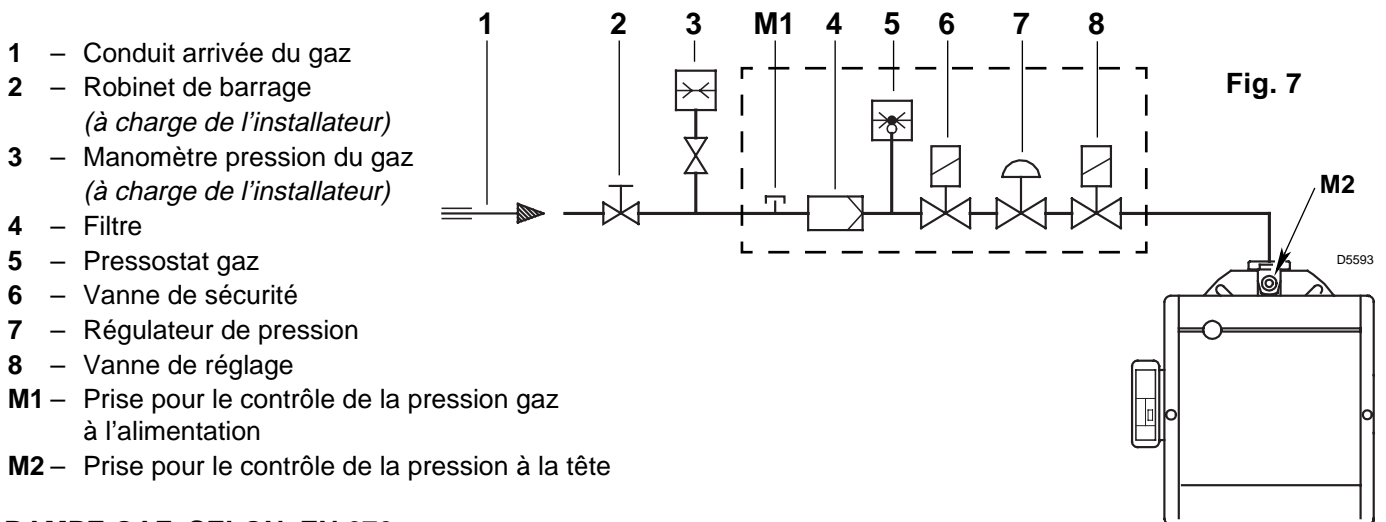 1 2 3 M1 4 5 6 7 8
1 – Conduit arrivée du gaz
2 – Robinet de barrage
(à charge de l'installateur)
3 – Manomètre pression du gaz
(à charge de l'installateur)
4 – Filtre
5 – Pressostat gaz
6 – Vanne de sécurité
7 – Régulateur de pression
8 – Vanne de réglage
M1 – Prise pour le contrôle de la pression gaz
à l'alimentation
M2 – Prise pour le contrôle de la pression à la tête
Fig. 7
M2
D5593